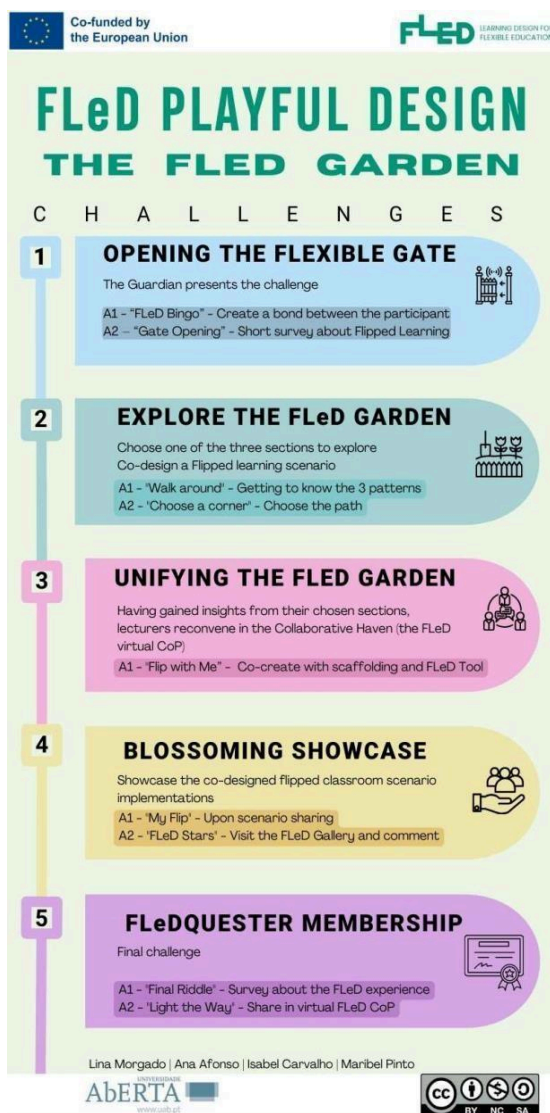 Co-funded by
the European Union
FLeD
LEARNING DESIGN FOR
FLEXIBLE EDUCATION
FLeD PLAYFUL DESIGN
THE FLED GARDEN
CHALLENGES
1
OPENING THE FLEXIBLE GATE
The Guardian presents the challenge
A1 - “FLeD Bingo” - Create a bond between the participant
A2 – “Gate Opening” - Short survey about Flipped Learning
2
EXPLORE THE FLeD GARDEN
Choose one of the three sections to explore
Co-design a Flipped learning scenario
A1 - 'Walk around' - Getting to know the 3 patterns
A2 - 'Choose a corner' - Choose the path
3
UNIFYING THE FLED GARDEN
Having gained insights from their chosen sections,
lecturers reconvene in the Collaborative Haven (the FLeD
virtual CoP)
A1 - 'Flip with Me” - Co-create with scaffolding and FLeD Tool
4
BLOSSOMING SHOWCASE
Showcase the co-designed flipped classroom scenario
implementations
A1 - 'My Flip' - Upon scenario sharing
A2 - 'FLeD Stars' - Visit the FLeD Gallery and comment
5
FLeDQUESTER MEMBERSHIP
Final challenge
A1 - 'Final Riddle' - Survey about the FLeD experience
A2 - 'Light the Way' - Share in virtual FLeD CoP
Lina Morgado | Ana Afonso | Isabel Carvalho | Maribel Pinto
UNIVERSIDADE
AbERTA
www.uab.pt
cc
BY NC SA